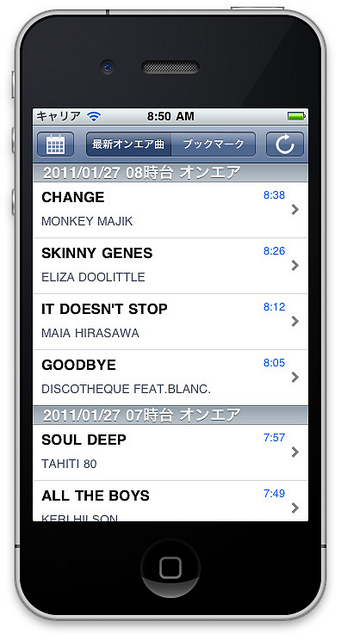 キャリア 8:50 AM
最新オンエア曲 ブックマーク
2011/01/27 08時台 オンエア
CHANGE 8:38
MONKEY MAJIK
SKINNY GENES 8:26
ELIZA DOOLITTLE
IT DOESN'T STOP 8:12
MAIA HIRASAWA
GOODBYE 8:05
DISCOTHEQUE FEAT.BLANC.
2011/01/27 07時台 オンエア
SOUL DEEP 7:57
TAHITI 80
ALL THE BOYS 7:49
KERI HILSON